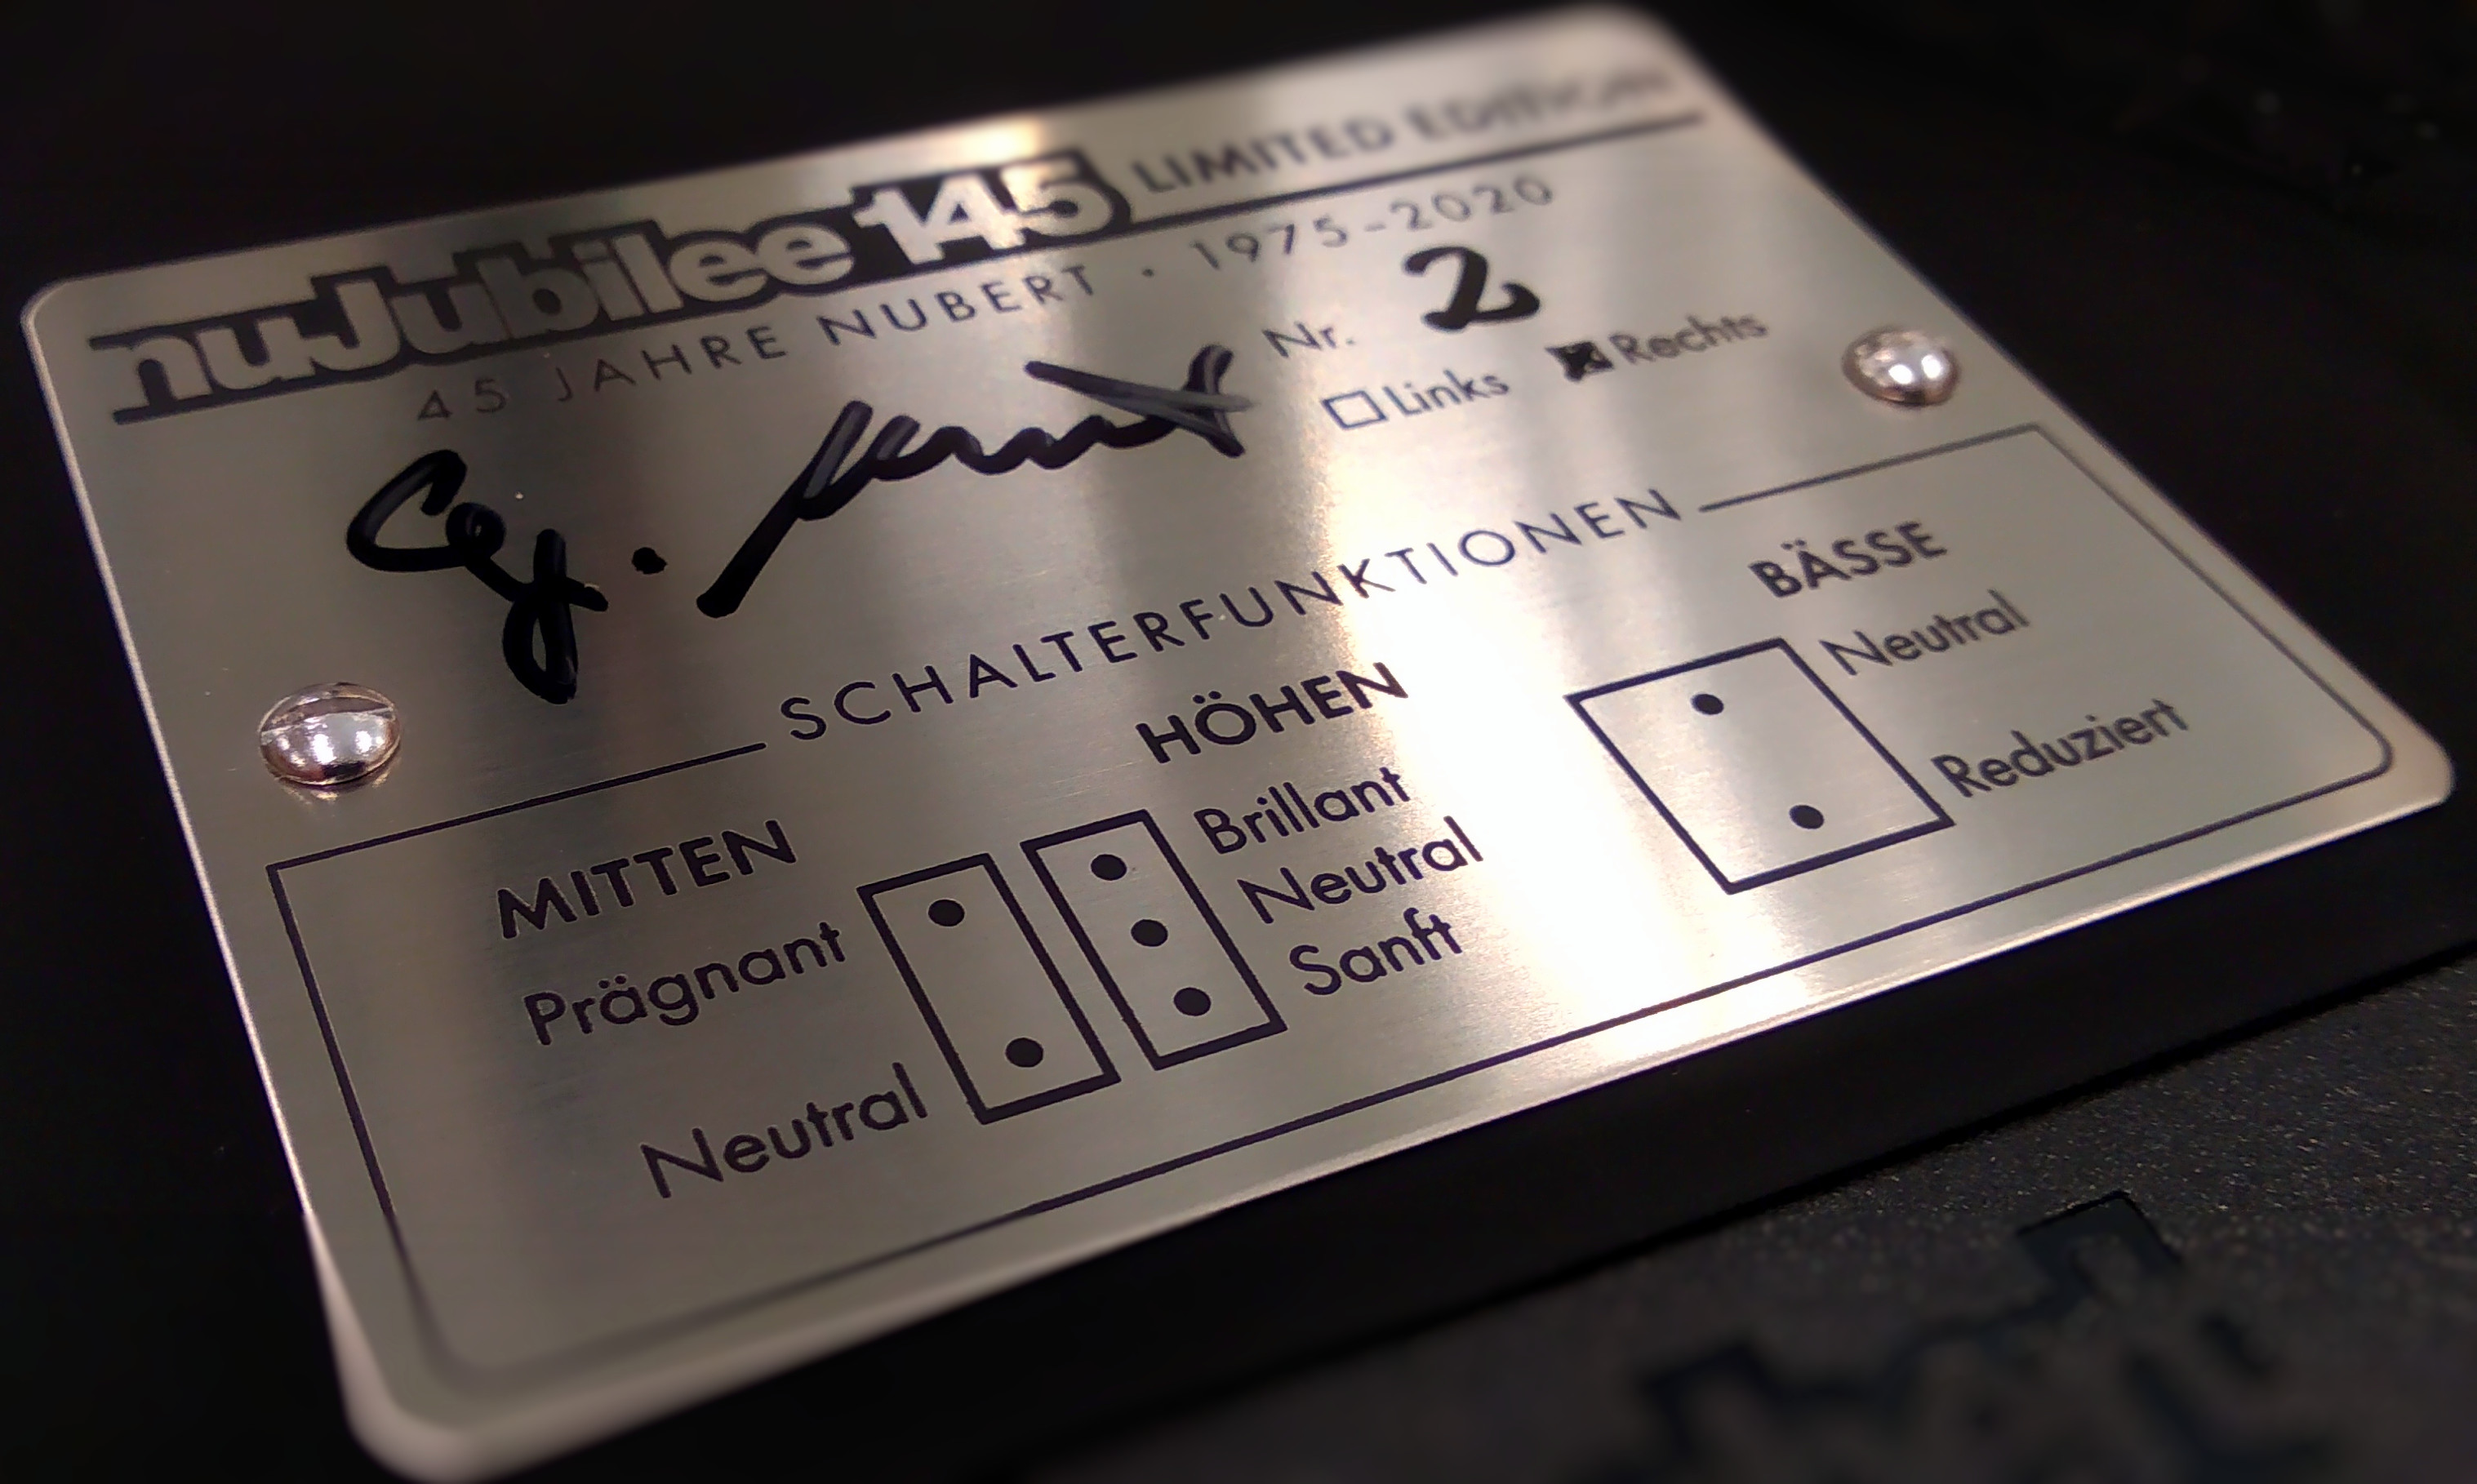 nuJubilee 145 LIMITED EDITION
45 JAHRE NUBERT · 1975-2020
Nr. 2
Links Rechts
SCHALTERFUNKTIONEN
MITTEN
Prägnant
Neutral
HÖHEN
Brillant
Neutral
Sanft
BÄSSE
Neutral
Reduziert